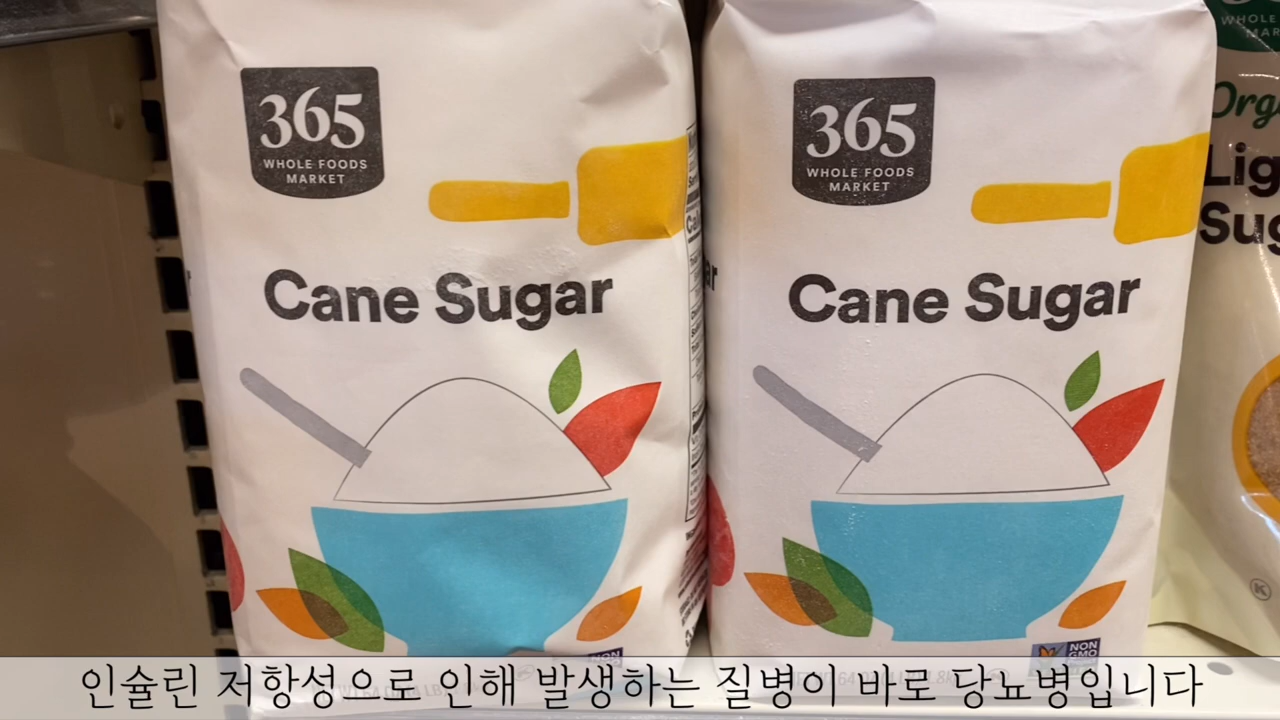 365
WHOLE FOODS
MARKET
Cane Sugar
365
WHOLE FOODS
MARKET
Cane Sugar
NON
GMO
WHOLE
MAR
Org
Lig
Sug
인슐린 저항성으로 인해 발생하는 질병이 바로 당뇨병입니다